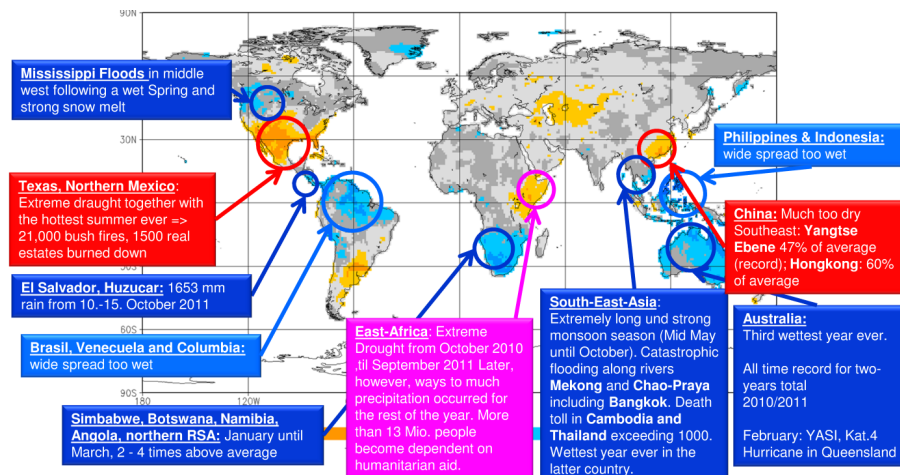 90N
Mississippi Floods in middle
west following a wet Spring and
strong snow melt
30N
Philippines & Indonesia:
wide spread too wet
Texas, Northern Mexico:
Extreme draught together with
the hottest summer ever =>
21,000 bush fires, 1500 real
estates burned down
China: Much too dry
Southeast: Yangtse
Ebene 47% of average
(record); Hongkong: 60%
of average
El Salvador, Huzucar: 1653 mm
rain from 10.-15. October 2011
60S
Brasil, Venecuela and Columbia:
wide spread too wet
90S
120W
East-Africa: Extreme
Drought from October 2010
,til September 2011 Later,
however, ways to much
precipitation occurred for
the rest of the year. More
than 13 Mio. people
become dependent on
humanitarian aid.
South-East-Asia:
Extremely long und strong
monsoon season (Mid May
until October). Catastrophic
flooding along rivers
Mekong and Chao-Praya
including Bangkok. Death
toll in Cambodia and
Thailand exceeding 1000.
Wettest year ever in the
latter country.
Australia:
Third wettest year ever.
All time record for two-
years total
2010/2011
February: YASI, Kat.4
Hurricane in Queensland
Simbabwe, Botswana, Namibia,
Angola, northern RSA: January until
March, 2 - 4 times above average